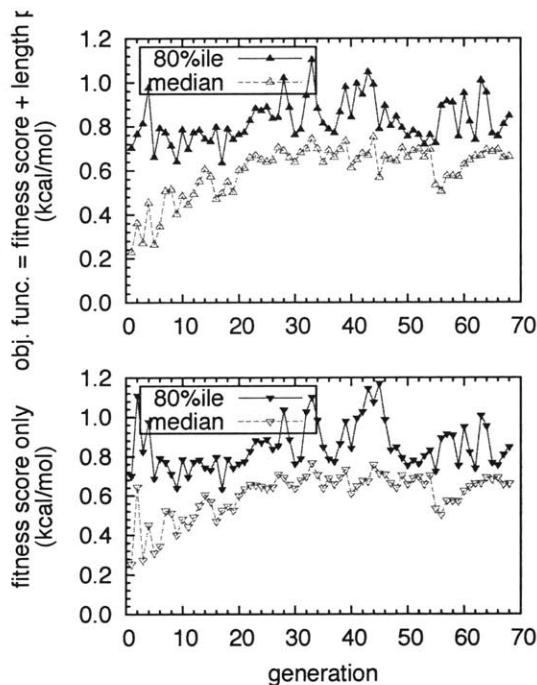 obj. func. = fitness score + length
(kcal/mol)
1.2
1.0
0.8
0.6
0.4
0.2
0.0
80%ile
median
0 10 20 30 40 50 60 70
fitness score only
(kcal/mol)
1.2
1.0
0.8
0.6
0.4
0.2
0.0
80%ile
median
0 10 20 30 40 50 60 70
generation